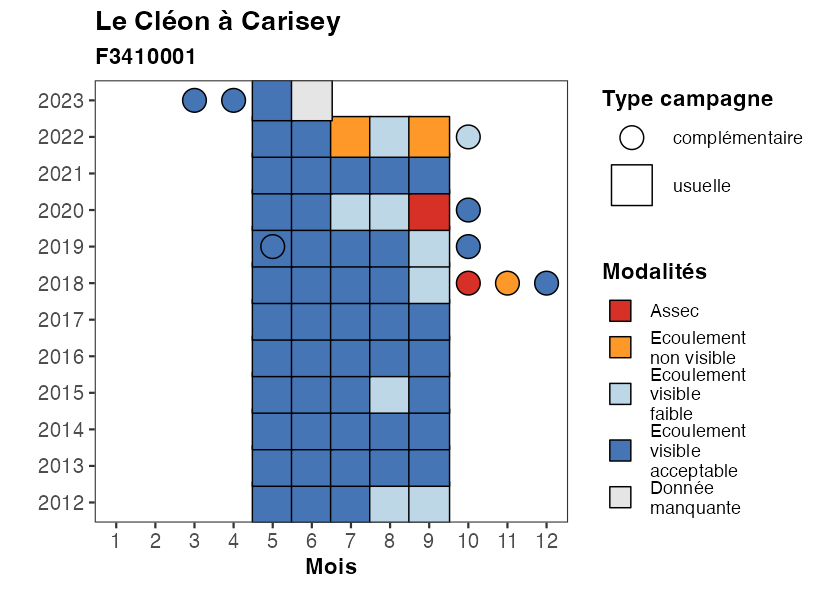 Le Cléon à Carisey
F3410001
2023
2022
2021
2020
2019
2018
2017
2016
2015
2014
2013
2012
1 2 3 4 5 6 7 8 9 10 11 12
Mois
Type campagne
complémentaire
usuelle
Modalités
Assec
Ecoulement
non visible
Ecoulement
visible
faible
Ecoulement
visible
acceptable
Donnée
manquante